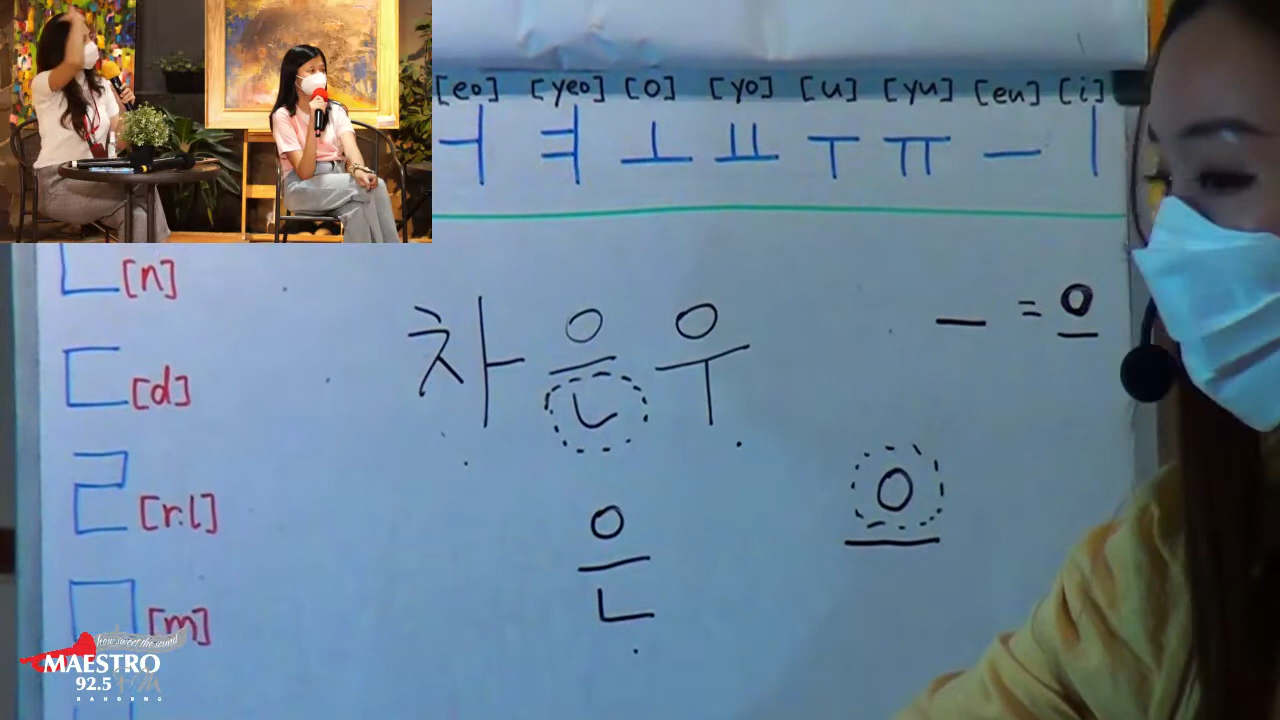 [eo] [yeo] [o] [yo] [u] [yu] [eu] [i]
ㅓ ㅕ ㅗ ㅛ ㅜ ㅠ ㅡ ㅣ
ㄴ [n]
ㄷ [d]
ㄹ [r.l]
ㅁ [m]
차 은 우
ㅡ = 으
은
으
how sweet the sound
MAESTRO
92.5
BANDUNG